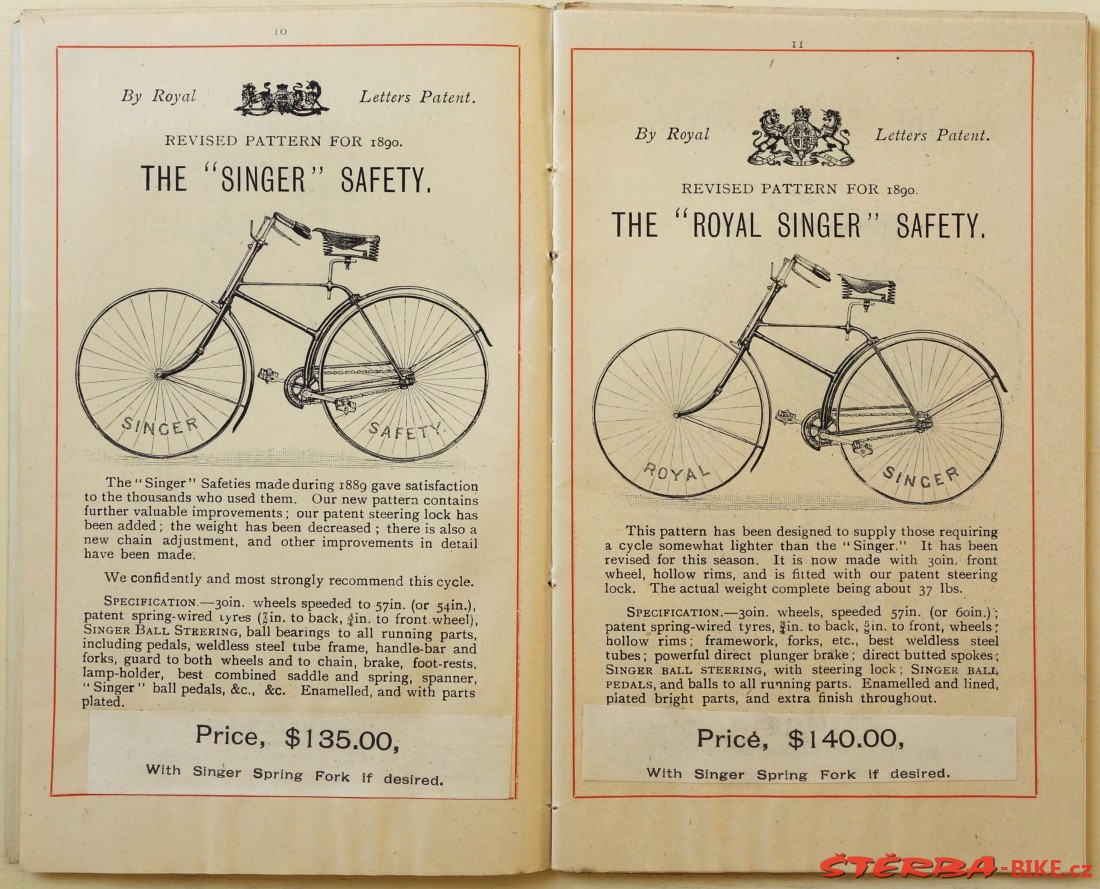 10
By Royal Letters Patent.
REVISED PATTERN FOR 1890.
THE "SINGER" SAFETY.
SINGER SAFETY.
The "Singer" Safeties made during 1889 gave satisfaction
to the thousands who used them. Our new pattern contains
further valuable improvements; our patent steering lock has
been added; the weight has been decreased; there is also a
new chain adjustment, and other improvements in detail
have been made.
We confidently and most strongly recommend this cycle.
SPECIFICATION.—30in. wheels speeded to 57in. (or 54in.),
patent spring-wired tyres (⅞in. to back, ¾in. to front wheel),
SINGER BALL STEERING, ball bearings to all running parts,
including pedals, weldless steel tube frame, handle-bar and
forks, guard to both wheels and to chain, brake, foot-rests,
lamp-holder, best combined saddle and spring, spanner,
"Singer" ball pedals, &c., &c. Enamelled, and with parts
plated.
Price, $135.00,
With Singer Spring Fork if desired.
11
By Royal Letters Patent.
REVISED PATTERN FOR 1890.
THE "ROYAL SINGER" SAFETY.
ROYAL SINGER
This pattern has been designed to supply those requiring
a cycle somewhat lighter than the "Singer." It has been
revised for this season. It is now made with 30in. front
wheel, hollow rims, and is fitted with our patent steering
lock. The actual weight complete being about 37 lbs.
SPECIFICATION.—30in. wheels, speeded 57in. (or 60in.);
patent spring-wired tyres, to back, to front, wheels;
hollow rims; framework, forks, etc., best weldless steel
tubes; powerful direct plunger brake; direct butted spokes;
SINGER BALL STEERING, with steering lock; SINGER BALL
PEDALS, and balls to all running parts. Enamelled and lined,
plated bright parts, and extra finish throughout.
Price, $140.00,
With Singer Spring Fork if desired.
ŠTĚRBA-BIKE.cz